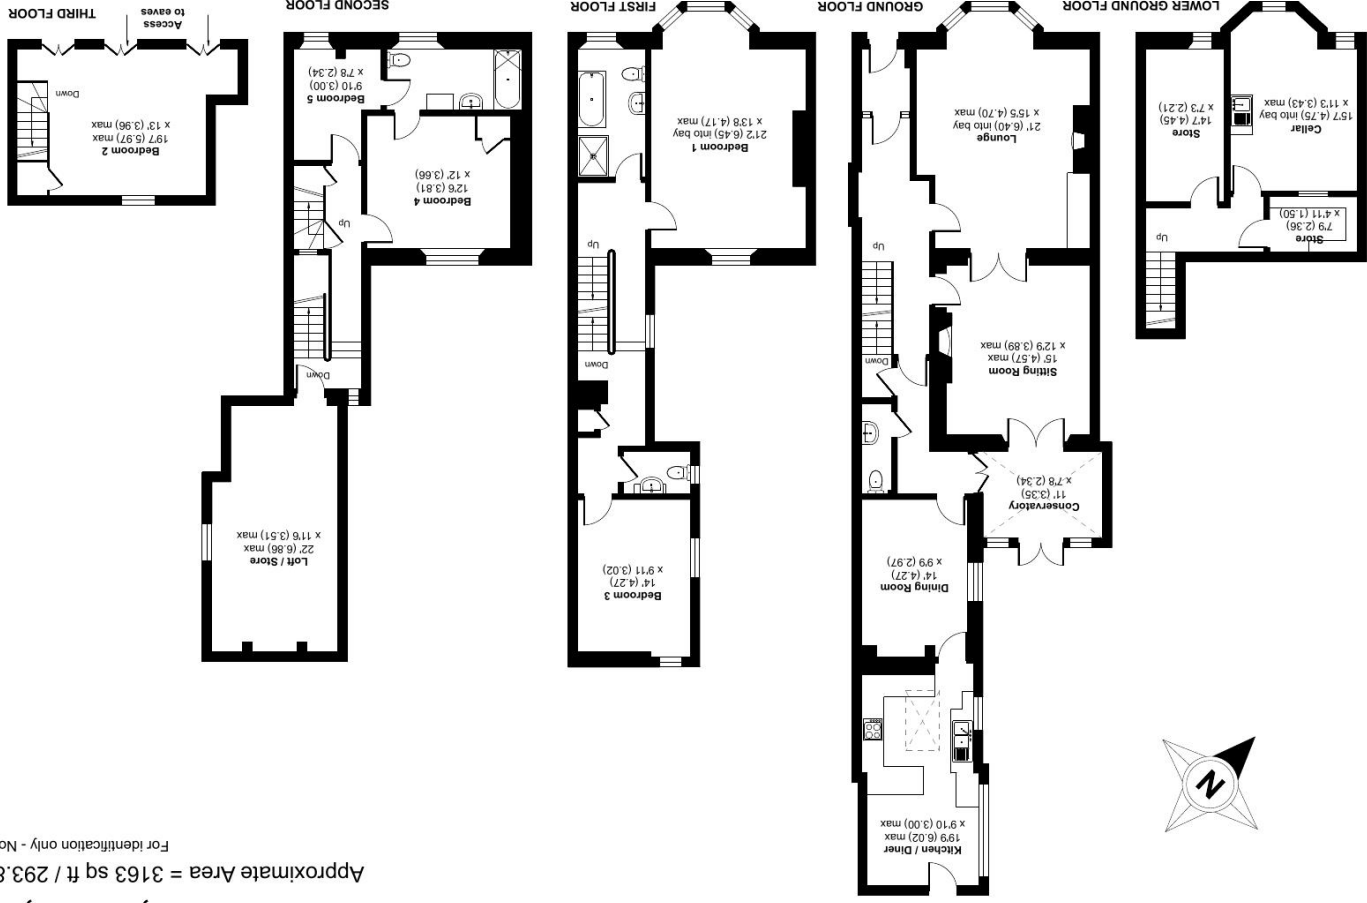 Approximate Area = 3163 sq ft / 293.8
For identification only - No
N
Kitchen / Diner
19'9 (6.02) max
x 9'10 (3.00) max
Dining Room
14' (4.27)
x 9'9 (2.97)
Conservatory
11' (3.35)
x 7'8 (2.34)
Sitting Room
15' (4.57) max
x 12'9 (3.89) max
Down
Up
Lounge
21' (6.40) into bay
x 15'5 (4.70) max
GROUND FLOOR
Up
Store
7'9 (2.36)
x 4'11 (1.50)
Cellar
15'7 (4.75) into bay
x 11'3 (3.43) max
Store
14'7 (4.45)
x 7'3 (2.21)
LOWER GROUND FLOOR
Bedroom 3
14' (4.27)
x 9'11 (3.02)
Down
Up
Bedroom 1
21'2 (6.45) into bay
x 13'8 (4.17)
FIRST FLOOR
Loft / Store
22' (6.86) max
x 11'6 (3.51) max
Down
Up
Bedroom 4
12'6 (3.81)
x 12' (3.66)
Bedroom 5
9'10 (3.00)
x 7'8 (2.34)
SECOND FLOOR
Bedroom 2
19'7 (5.97) max
x 13' (3.96) max
Down
Access
to eaves
THIRD FLOOR